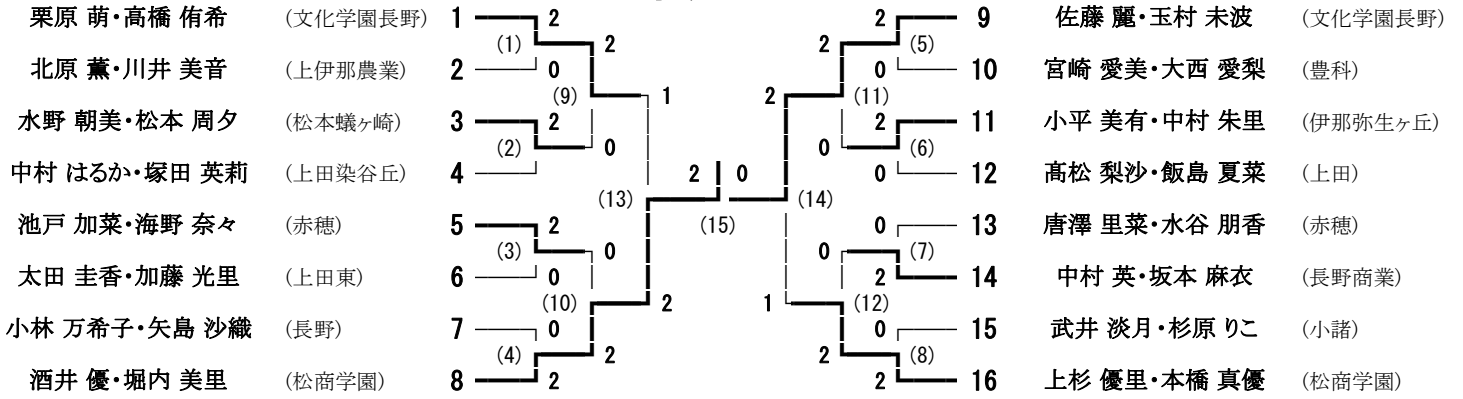 栗原 萌・高橋 侑希 (文化学園長野) 1 2 2 9 佐藤 麗・玉村 未波 (文化学園長野)
(1) 2 2 (5)
北原 薫・川井 美音 (上伊那農業) 2 0 0 10 宮崎 愛美・大西 愛梨 (豊科)
(9) 1 2 (11)
水野 朝美・松本 周夕 (松本蟻ヶ崎) 3 2 2 11 小平 美有・中村 朱里 (伊那弥生ヶ丘)
(2) 0 0 (6)
中村 はるか・塚田 英莉 (上田染谷丘) 4 2 0 0 12 高松 梨沙・飯島 夏菜 (上田)
(13) (14)
池戸 加菜・海野 奈々 (赤穂) 5 2 (15) 0 13 唐澤 里菜・水谷 朋香 (赤穂)
(3) 0 0 (7)
太田 圭香・加藤 光里 (上田東) 6 0 2 14 中村 英・坂本 麻衣 (長野商業)
(10) 2 1 (12)
小林 万希子・矢島 沙織 (長野) 7 0 0 15 武井 淡月・杉原 りこ (小諸)
(4) 2 2 (8)
酒井 優・堀内 美里 (松商学園) 8 2 2 16 上杉 優里・本橋 真優 (松商学園)